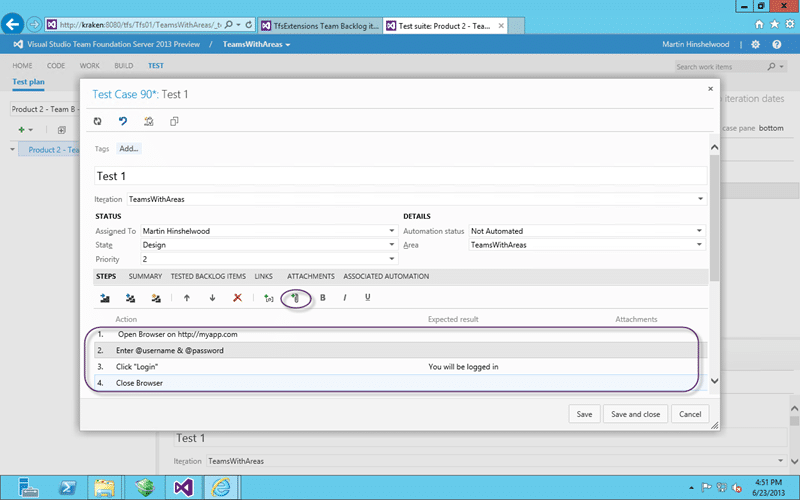 http://kraken:8080/tfs/Tfs01/TeamsWithAreas/_te
TfsExtensions Team Backlog it...
Test suite: Product 2 - Tea...
Visual Studio Team Foundation Server 2013 Preview / TeamsWithAreas
Martin Hinshelwood
HOME CODE WORK BUILD TEST
Search work items
Test plan
Product 2 - Team B -
iteration dates
case pane bottom
Product 2 - Tea
Test Case 90*: Test 1
Tags Add...
Test 1
Iteration TeamsWithAreas
STATUS DETAILS
Assigned To Martin Hinshelwood Automation status Not Automated
State Design Area TeamsWithAreas
Priority 2
STEPS SUMMARY TESTED BACKLOG ITEMS LINKS ATTACHMENTS ASSOCIATED AUTOMATION
B I U
Action Expected result Attachments
1. Open Browser on http://myapp.com
2. Enter @username & @password
3. Click "Login" You will be logged in
4. Close Browser
Save Save and close Cancel
Test 1
Iteration TeamsWithAreas
4:51 PM
6/23/2013